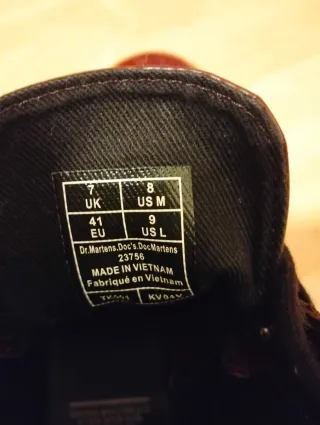 7 8
UK US M
41 9
EU US L
Dr.Martens.Doc's.DocMartens
23756
MADE IN VIETNAM
Fabriqué en Vietnam
KV04V